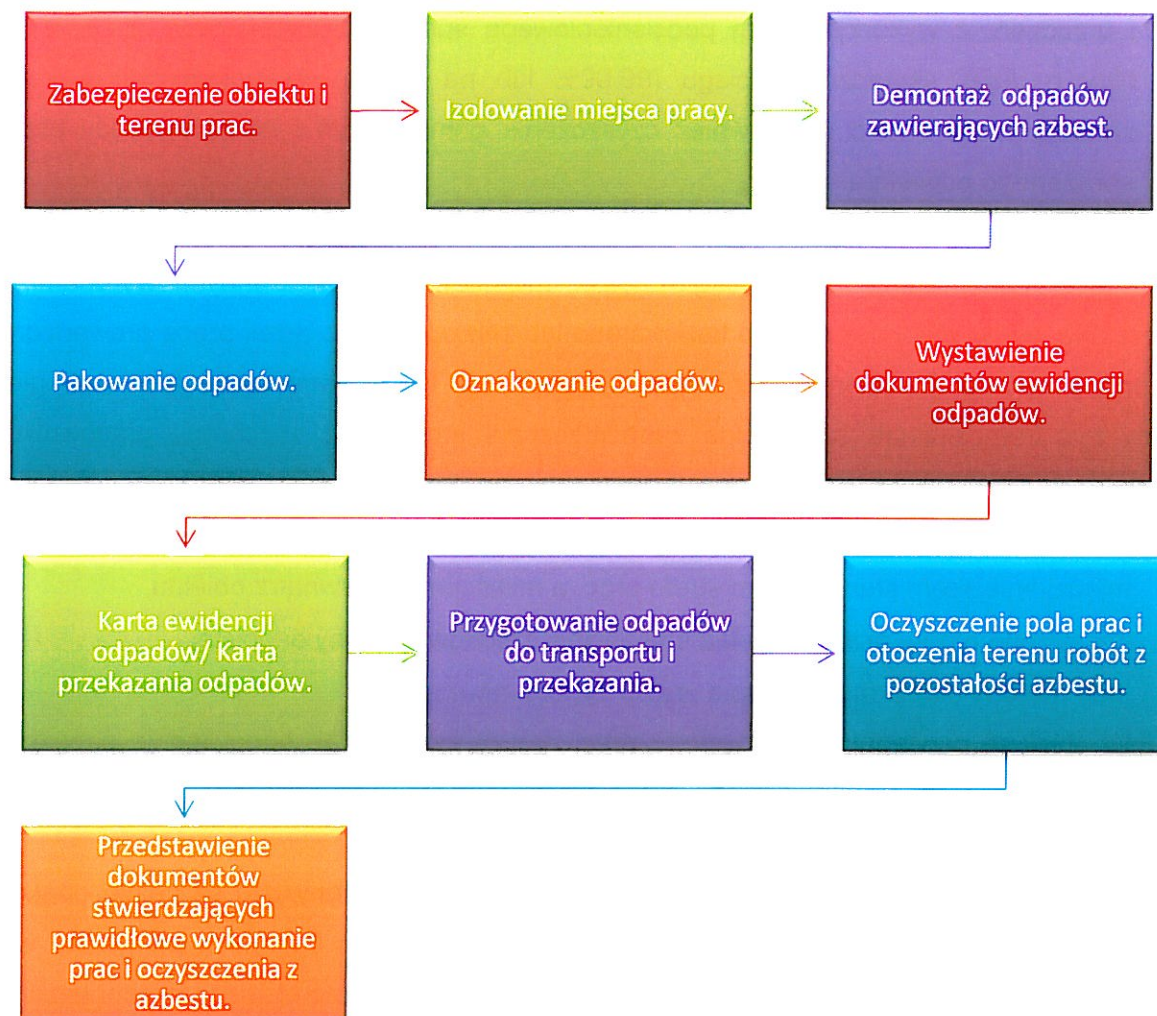 Zabezpieczenie obiektu i
terenu prac.
Izolowanie miejsca pracy.
Demontaż odpadów
zawierających azbest.
Pakowanie odpadów.
Oznakowanie odpadów.
Wystawienie
dokumentów ewidencji
odpadów.
Karta ewidencji
odpadów/ Karta
przekazania odpadów.
Przygotowanie odpadów
do transportu i
przekazania.
Oczyszczenie pola prac i
otoczenia terenu robót z
pozostałości azbestu.
Przedstawienie
dokumentów
stwierdzających
prawidłowe wykonanie
prac i oczyszczenia z
azbestu.